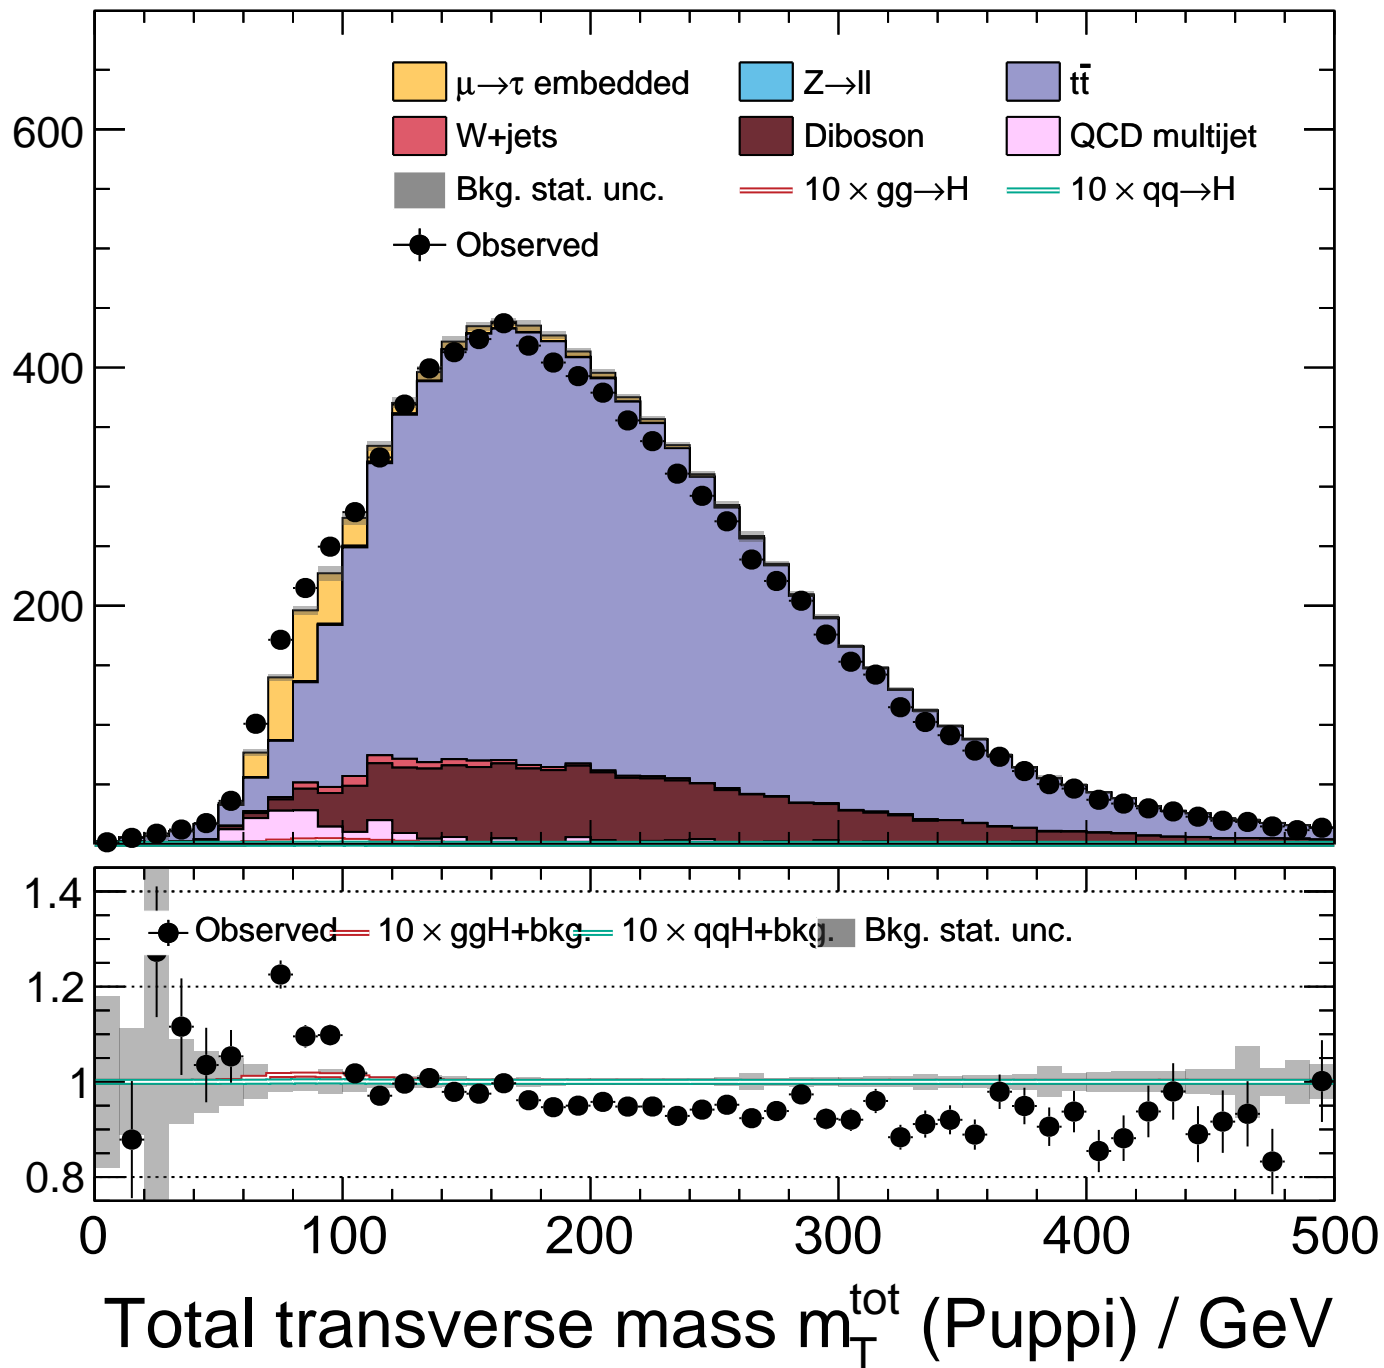 μ→τ embedded Z→ll tt̄
W+jets Diboson QCD multijet
Bkg. stat. unc. 10 × gg→H 10 × qq→H
Observed
600
400
200
1.4
Observed 10 × ggH+bkg. 10 × qqH+bkg. Bkg. stat. unc.
1.2
1
0.8
0 100 200 300 400 500
Total transverse mass m_T^tot (Puppi) / GeV